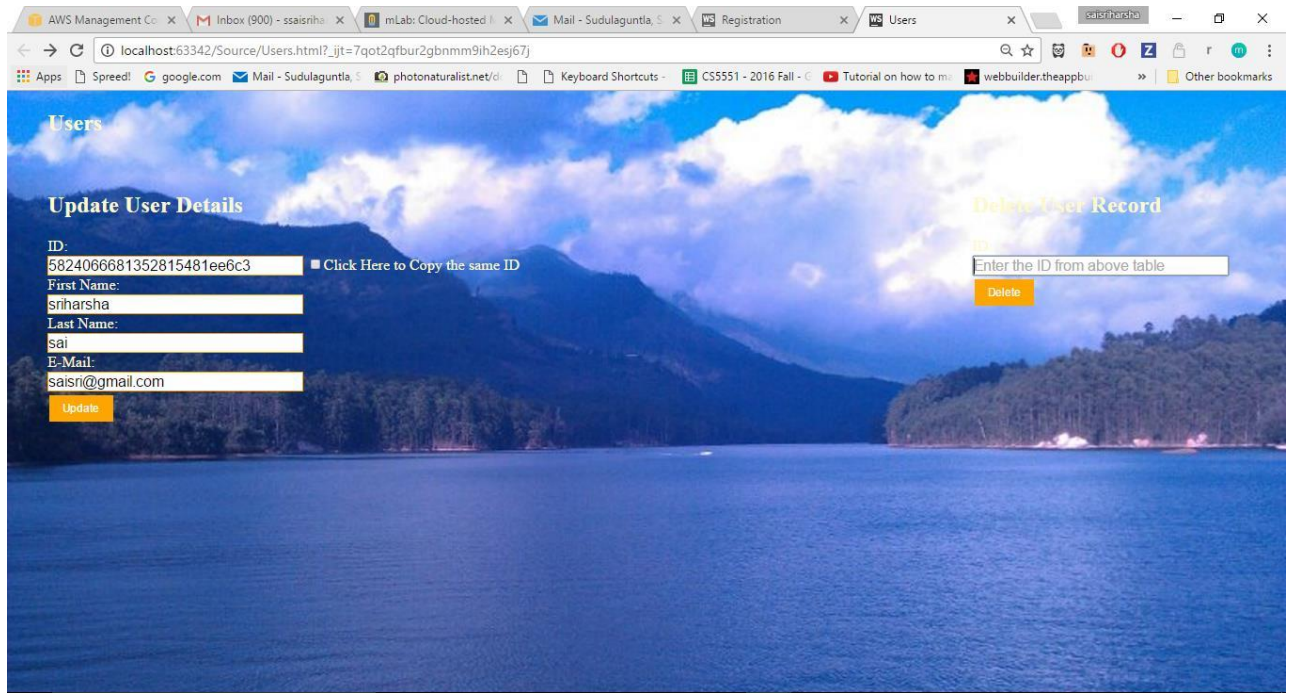 AWS Management Co
Inbox (900) - ssaisriha
mLab: Cloud-hosted M
Mail - Sudulaguntla, S
Registration
Users
saisriharsha
localhost:63342/Source/Users.html?_ijt=7qot2qfbur2gbnmm9ih2esj67j
Apps
Spreed!
google.com
Mail - Sudulaguntla, S
photonaturalist.net/d
Keyboard Shortcuts -
CS5551 - 2016 Fall - G
Tutorial on how to ma
webbuilder.theappbu
»
Other bookmarks
Users
Update User Details
ID:
5824066681352815481ee6c3
Click Here to Copy the same ID
First Name:
sriharsha
Last Name:
sai
E-Mail:
saisri@gmail.com
Update
Delete User Record
ID:
Enter the ID from above table
Delete